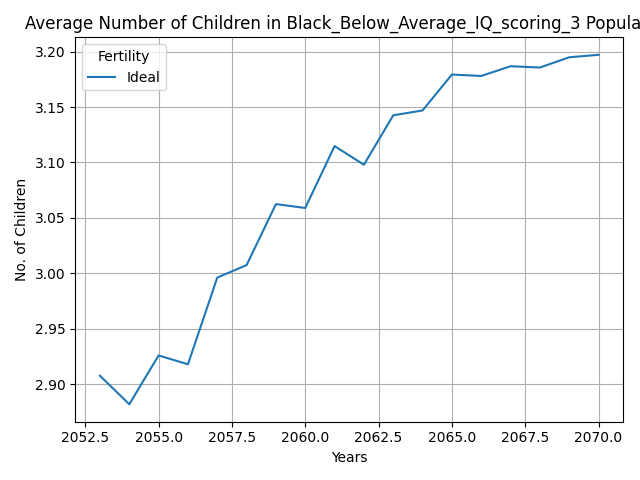 Average Number of Children in Black_Below_Average_IQ_scoring_3 Popula
Fertility
Ideal
3.20
3.15
3.10
3.05
3.00
2.95
2.90
No. of Children
2052.5 2055.0 2057.5 2060.0 2062.5 2065.0 2067.5 2070.0
Years